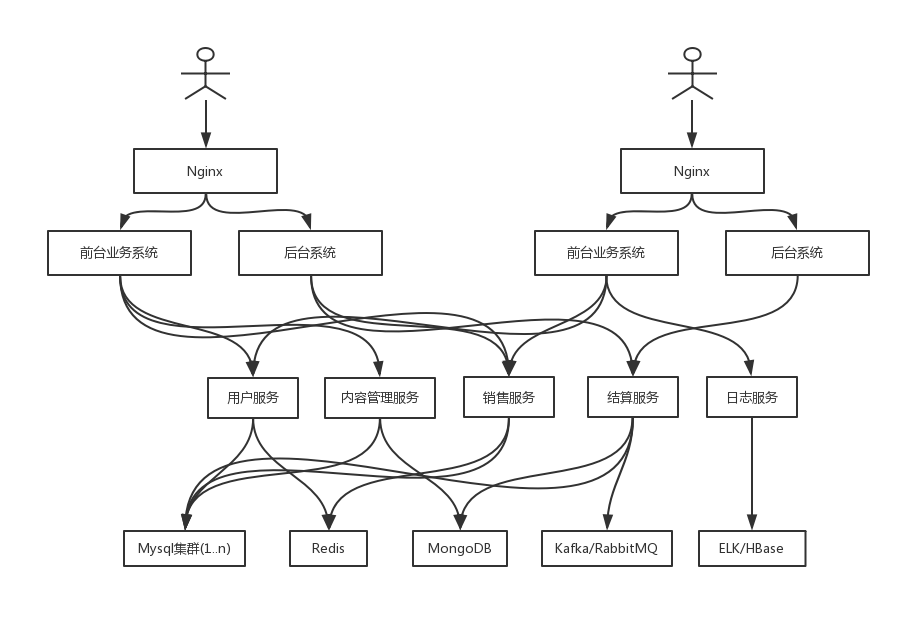 Nginx
Nginx
前台业务系统
后台系统
前台业务系统
后台系统
用户服务
内容管理服务
销售服务
结算服务
日志服务
Mysql集群(1..n)
Redis
MongoDB
Kafka/RabbitMQ
ELK/HBase